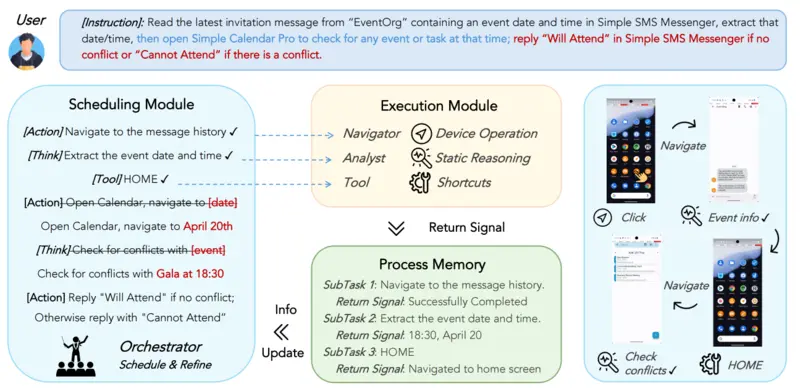 User
[Instruction]: Read the latest invitation message from "EventOrg" containing an event date and time in Simple SMS Messenger, extract that
date/time, then open Simple Calendar Pro to check for any event or task at that time; reply "Will Attend" in Simple SMS Messenger if no
conflict or "Cannot Attend" if there is a conflict.
Scheduling Module
[Action] Navigate to the message history ✓
[Think] Extract the event date and time ✓
[Tool] HOME ✓
[Action] Open Calendar, navigate to [date]
Open Calendar, navigate to April 20th
[Think] Check for conflicts with [event]
Check for conflicts with Gala at 18:30
[Action] Reply "Will Attend" if no conflict;
Otherwise reply with "Cannot Attend"
Orchestrator
Schedule & Refine
Execution Module
Navigator Device Operation
Analyst Static Reasoning
Tool Shortcuts
Return Signal
Info
Update
Process Memory
SubTask 1: Navigate to the message history.
Return Signal: Successfully Completed
SubTask 2: Extract the event date and time.
Return Signal: 18:30, April 20
SubTask 3: HOME
Return Signal: Navigated to home screen
Navigate
Click
Event info ✓
Navigate
Check
conflicts ✓
HOME